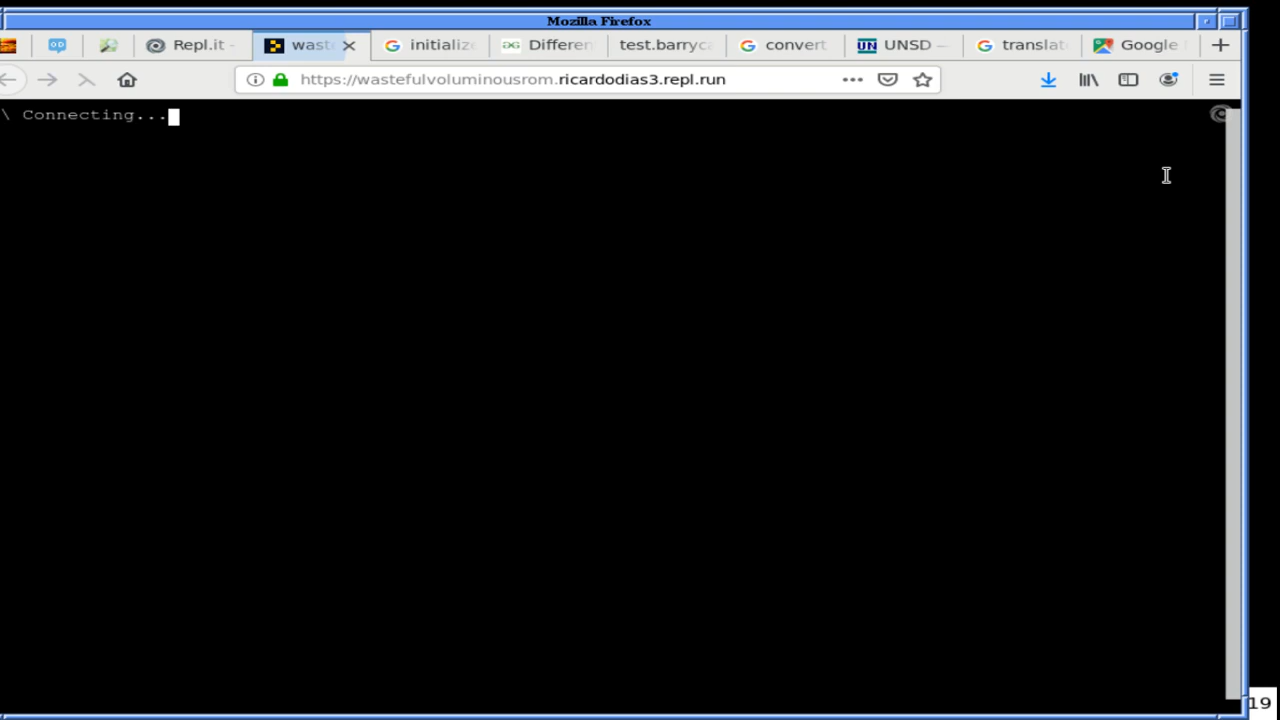 Mozilla Firefox
Repl.it - wast initializ Differen test.barryc convert UNSD — translat Google
https://wastefulvoluminousrom.ricardodias3.repl.run
\ Connecting...
19